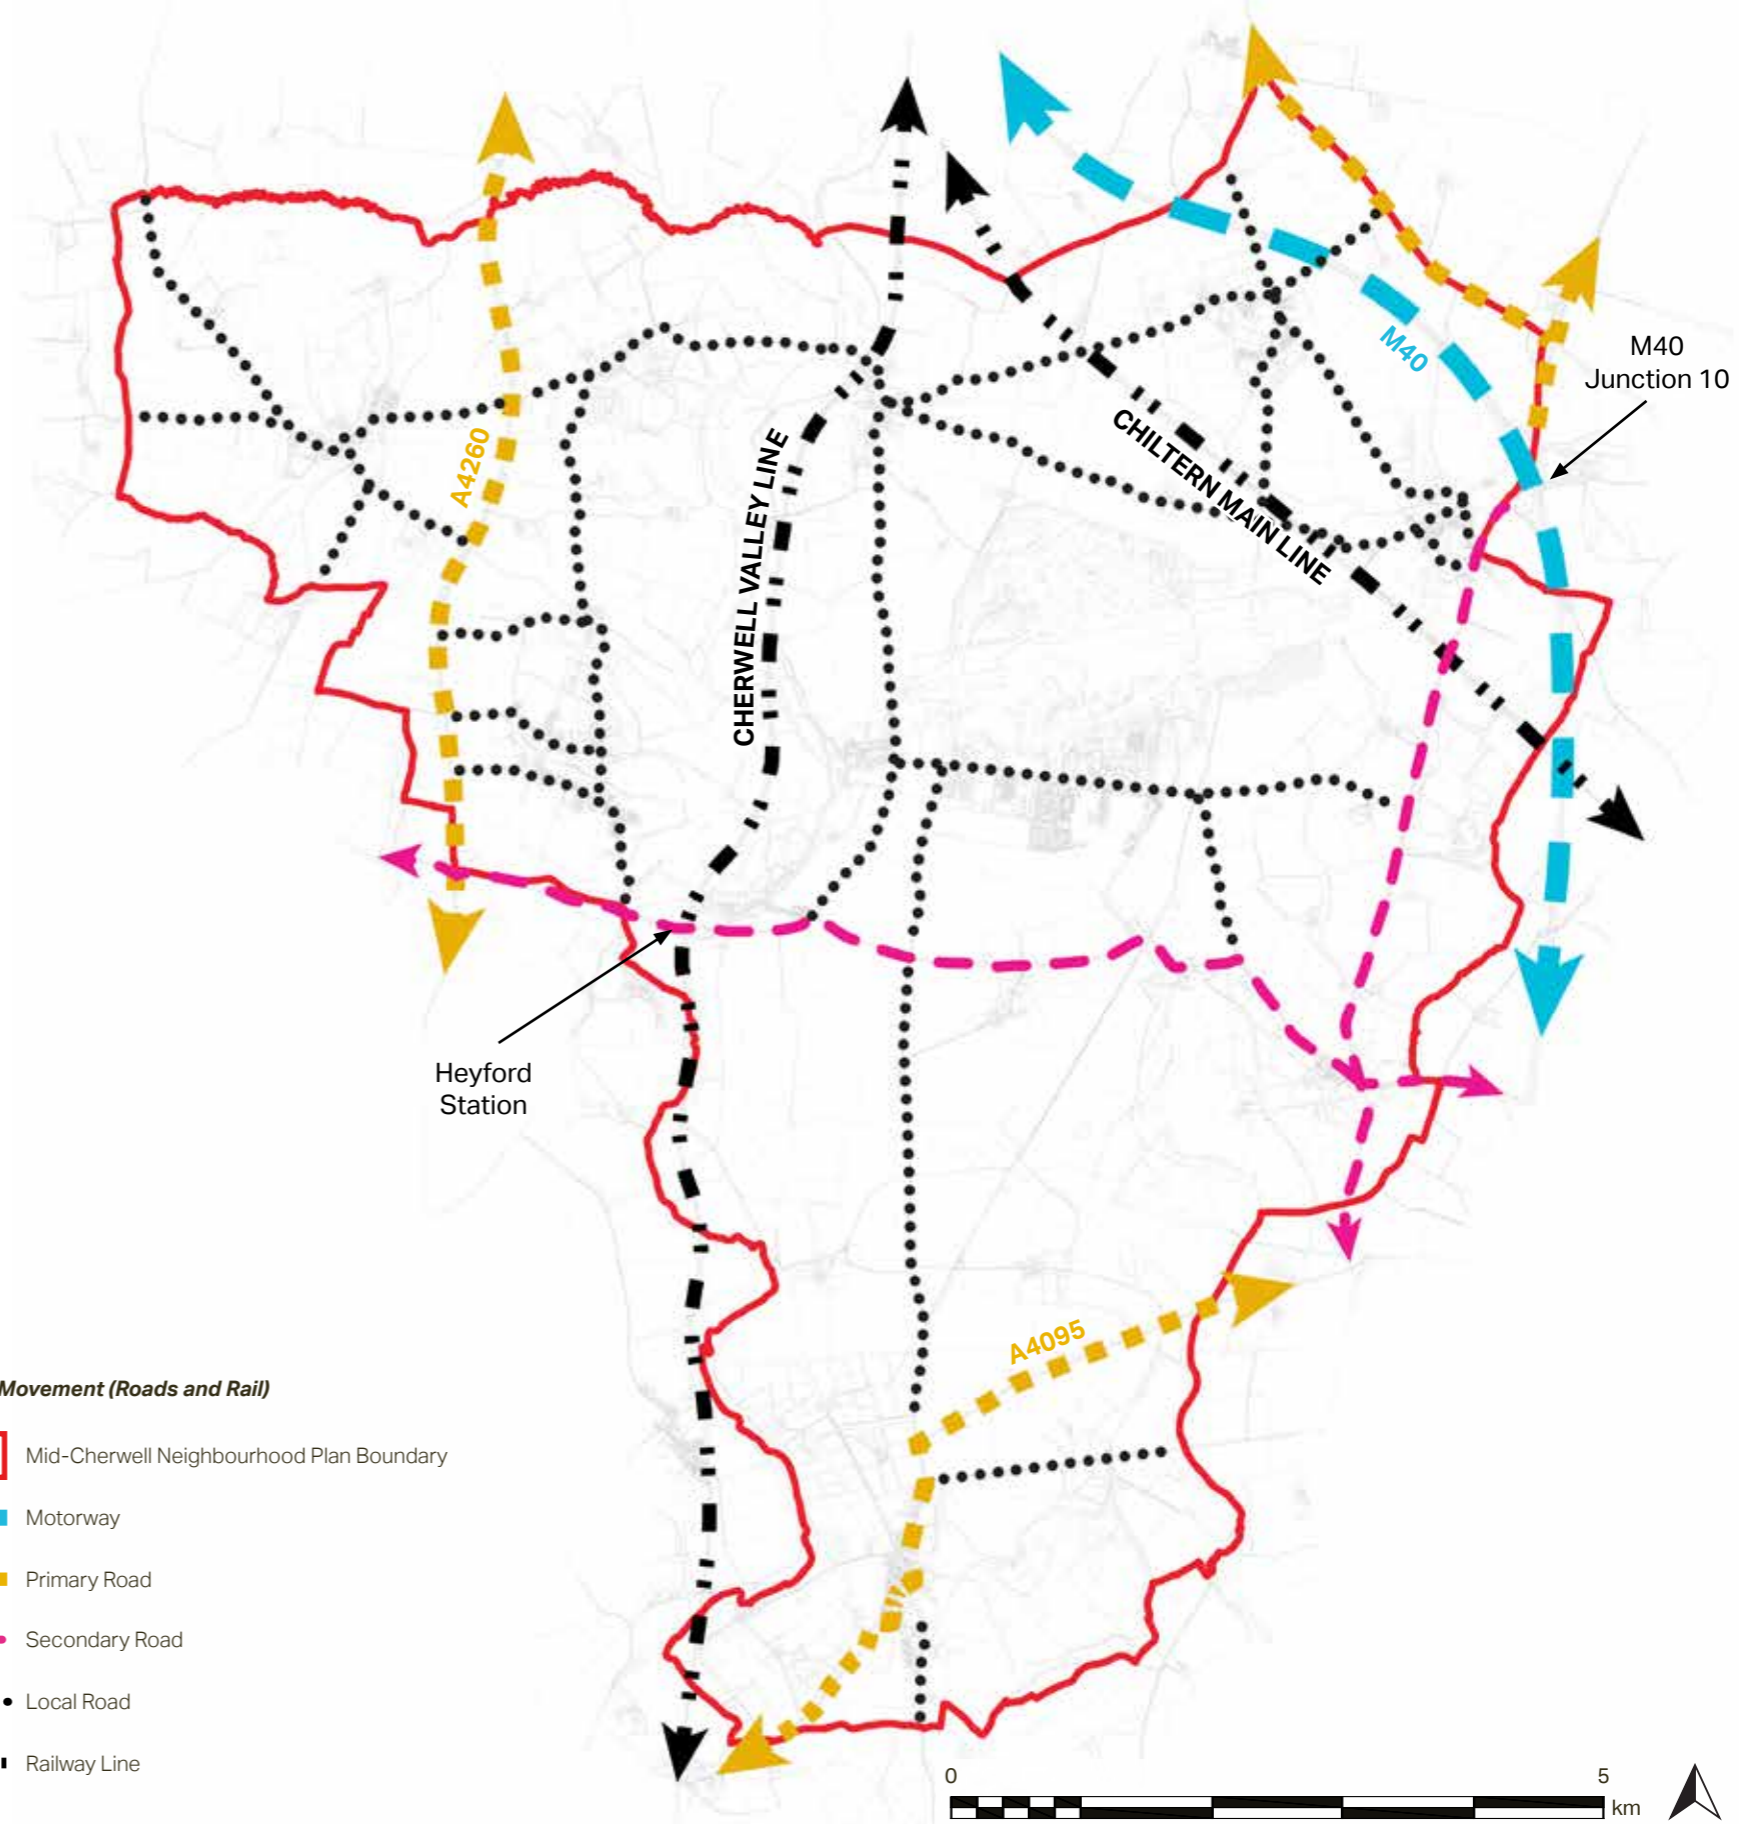 M40
Junction 10
M40
A4260
CHERWELL VALLEY LINE
CHILTERN MAIN LINE
Heyford
Station
A4095
Movement (Roads and Rail)
Mid-Cherwell Neighbourhood Plan Boundary
Motorway
Primary Road
Secondary Road
Local Road
Railway Line
0 5
km